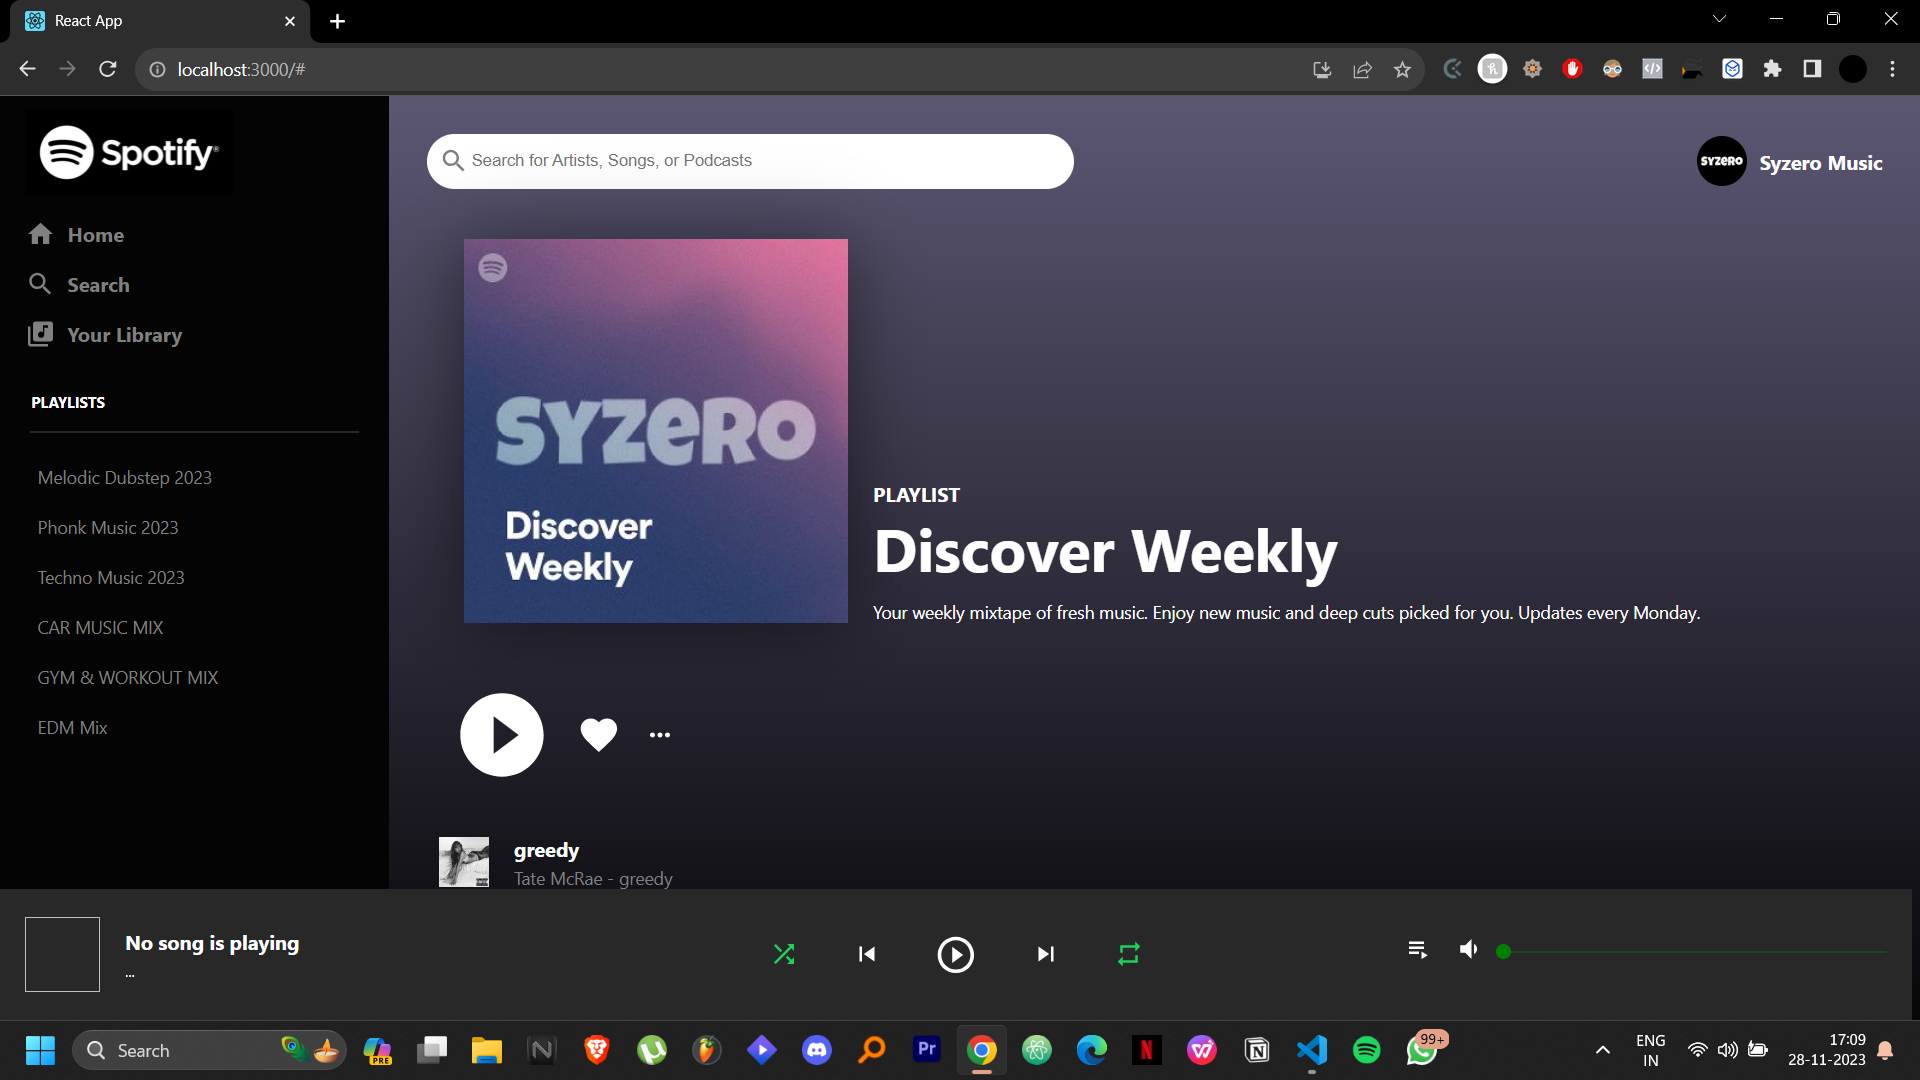 React App
localhost:3000/#
Spotify®
Home
Search
Your Library
PLAYLISTS
Melodic Dubstep 2023
Phonk Music 2023
Techno Music 2023
CAR MUSIC MIX
GYM & WORKOUT MIX
EDM Mix
Search for Artists, Songs, or Podcasts
SYZERO
Syzero Music
SYZERO
Discover
Weekly
PLAYLIST
Discover Weekly
Your weekly mixtape of fresh music. Enjoy new music and deep cuts picked for you. Updates every Monday.
greedy
Tate McRae - greedy
No song is playing
...
Search
PRE
Pr
99+
ENG
IN
17:09
28-11-2023